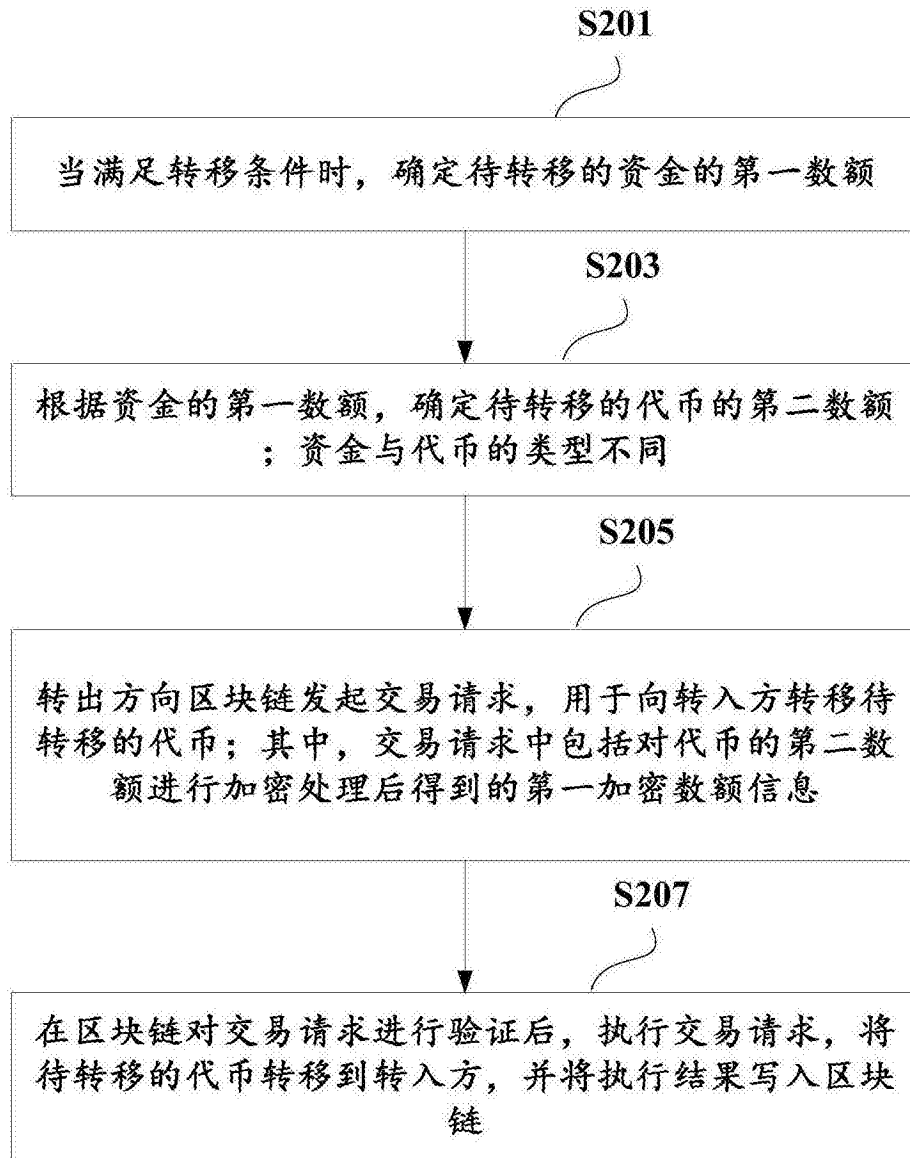 S201
当满足转移条件时，确定待转移的资金的第一数额
S203
根据资金的第一数额，确定待转移的代币的第二数额
；资金与代币的类型不同
S205
转出方向区块链发起交易请求，用于向转入方转移待
转移的代币；其中，交易请求中包括对代币的第二数
额进行加密处理后得到的第一加密数额信息
S207
在区块链对交易请求进行验证后，执行交易请求，将
待转移的代币转移到转入方，并将执行结果写入区块
链